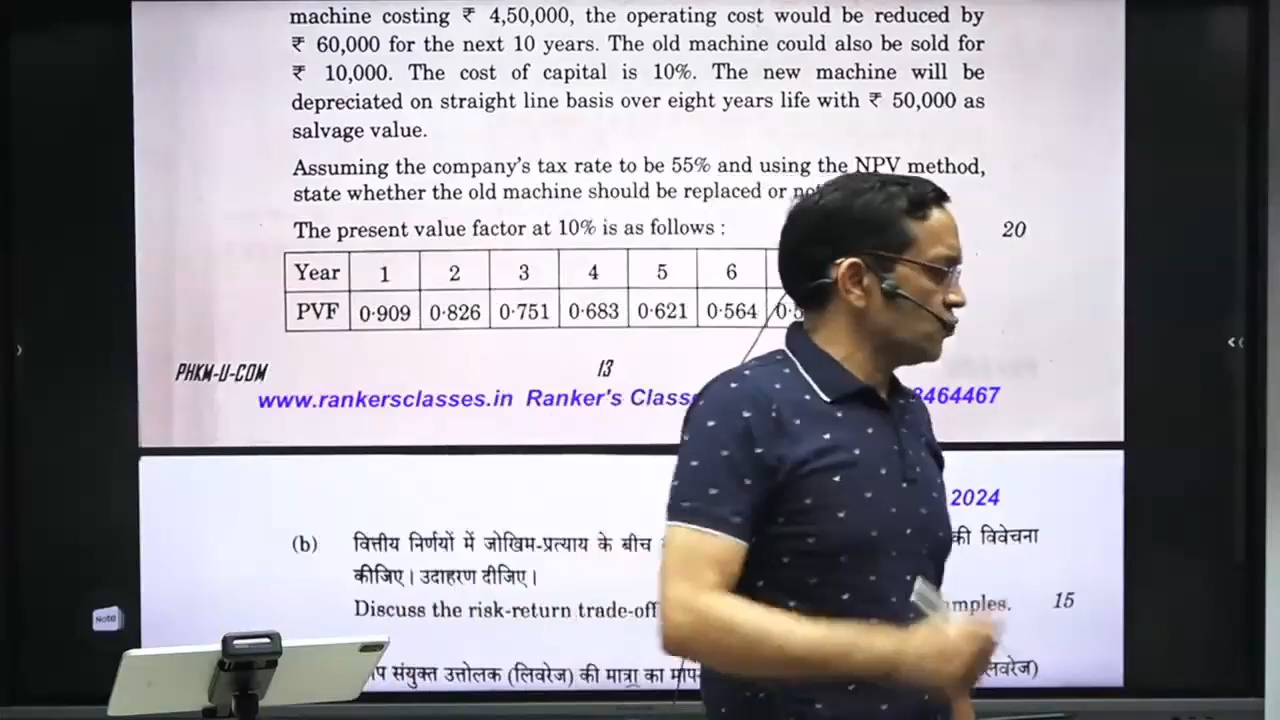 machine costing ₹ 4,50,000, the operating cost would be reduced by
₹ 60,000 for the next 10 years. The old machine could also be sold for
₹ 10,000. The cost of capital is 10%. The new machine will be
depreciated on straight line basis over eight years life with ₹ 50,000 as
salvage value.
Assuming the company's tax rate to be 55% and using the NPV method,
state whether the old machine should be replaced or
The present value factor at 10% is as follows : 20
Year 1 2 3 4 5 6
PVF 0·909 0·826 0·751 0·683 0·621 0·564
PHKM-U-COM 13
www.rankersclasses.in Ranker's 8464467
2024
(b) वित्तीय निर्णयों में जोखिम-प्रत्याय के बीच की विवेचना
कीजिए। उदाहरण दीजिए।
Discuss the risk-return trade-off 15
संयुक्त उत्तोलक (लिवरेज) की मात्रा का
Note